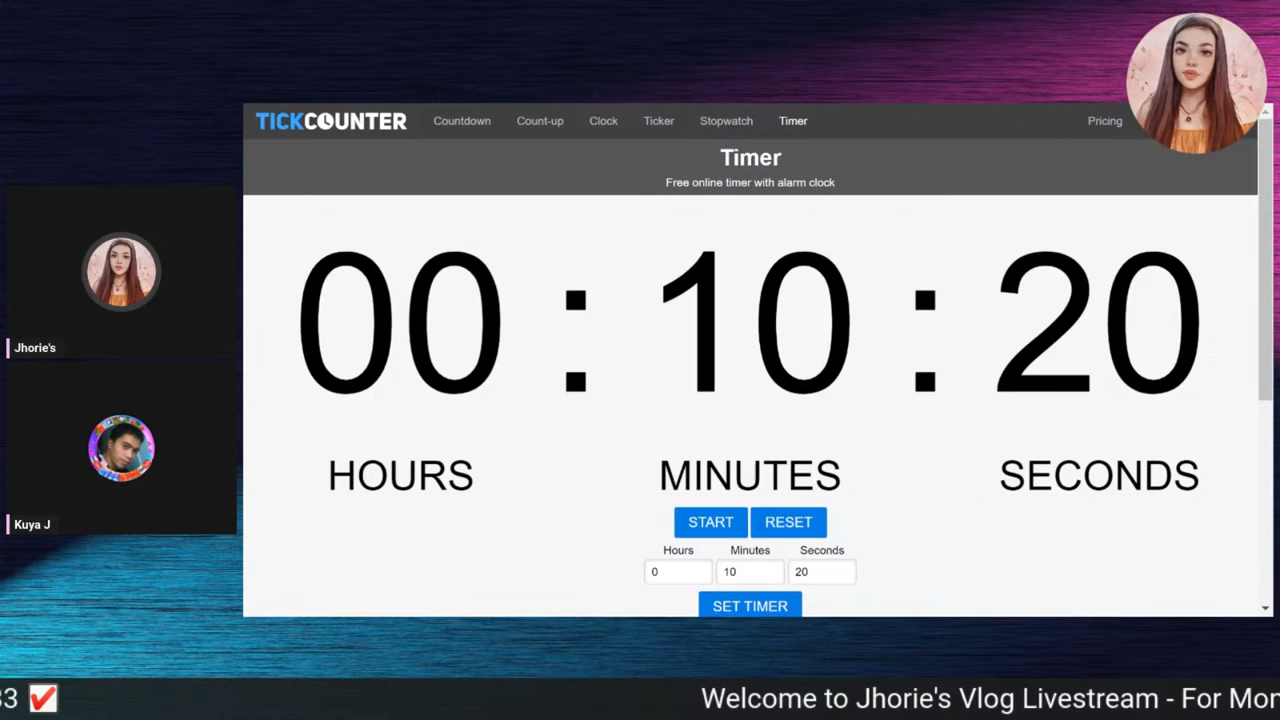 TICKCOUNTER Countdown Count-up Clock Ticker Stopwatch Timer Pricing
Timer
Free online timer with alarm clock
00 : 10 : 20
HOURS MINUTES SECONDS
START RESET
Hours Minutes Seconds
0 10 20
SET TIMER
Jhorie's
Kuya J
Welcome to Jhorie's Vlog Livestream - For